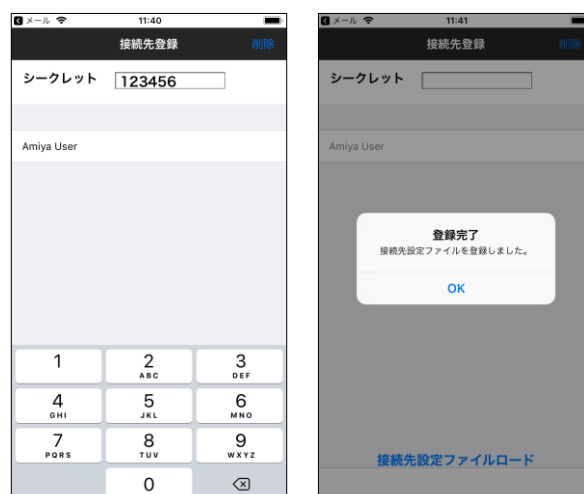 メール 11:40
接続先登録 削除
シークレット 123456
Amiya User
1 2 3
ABC DEF
4 5 6
GHI JKL MNO
7 8 9
PQRS TUV WXYZ
0
メール 11:41
接続先登録 削除
シークレット
Amiya User
登録完了
接続先設定ファイルを登録しました。
OK
接続先設定ファイルロード